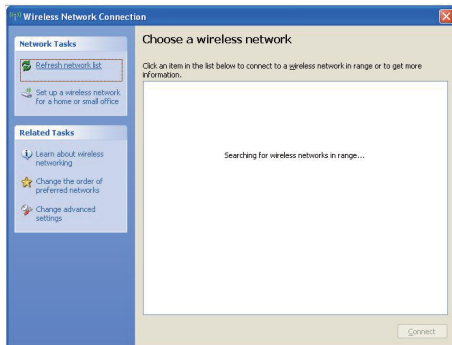 Wireless Network Connection
Network Tasks
Refresh network list
Set up a wireless network
for a home or small office
Related Tasks
Learn about wireless
networking
Change the order of
preferred networks
Change advanced
settings
Choose a wireless network
Click an item in the list below to connect to a wireless network in range or to get more
information.
Searching for wireless networks in range...
Connect